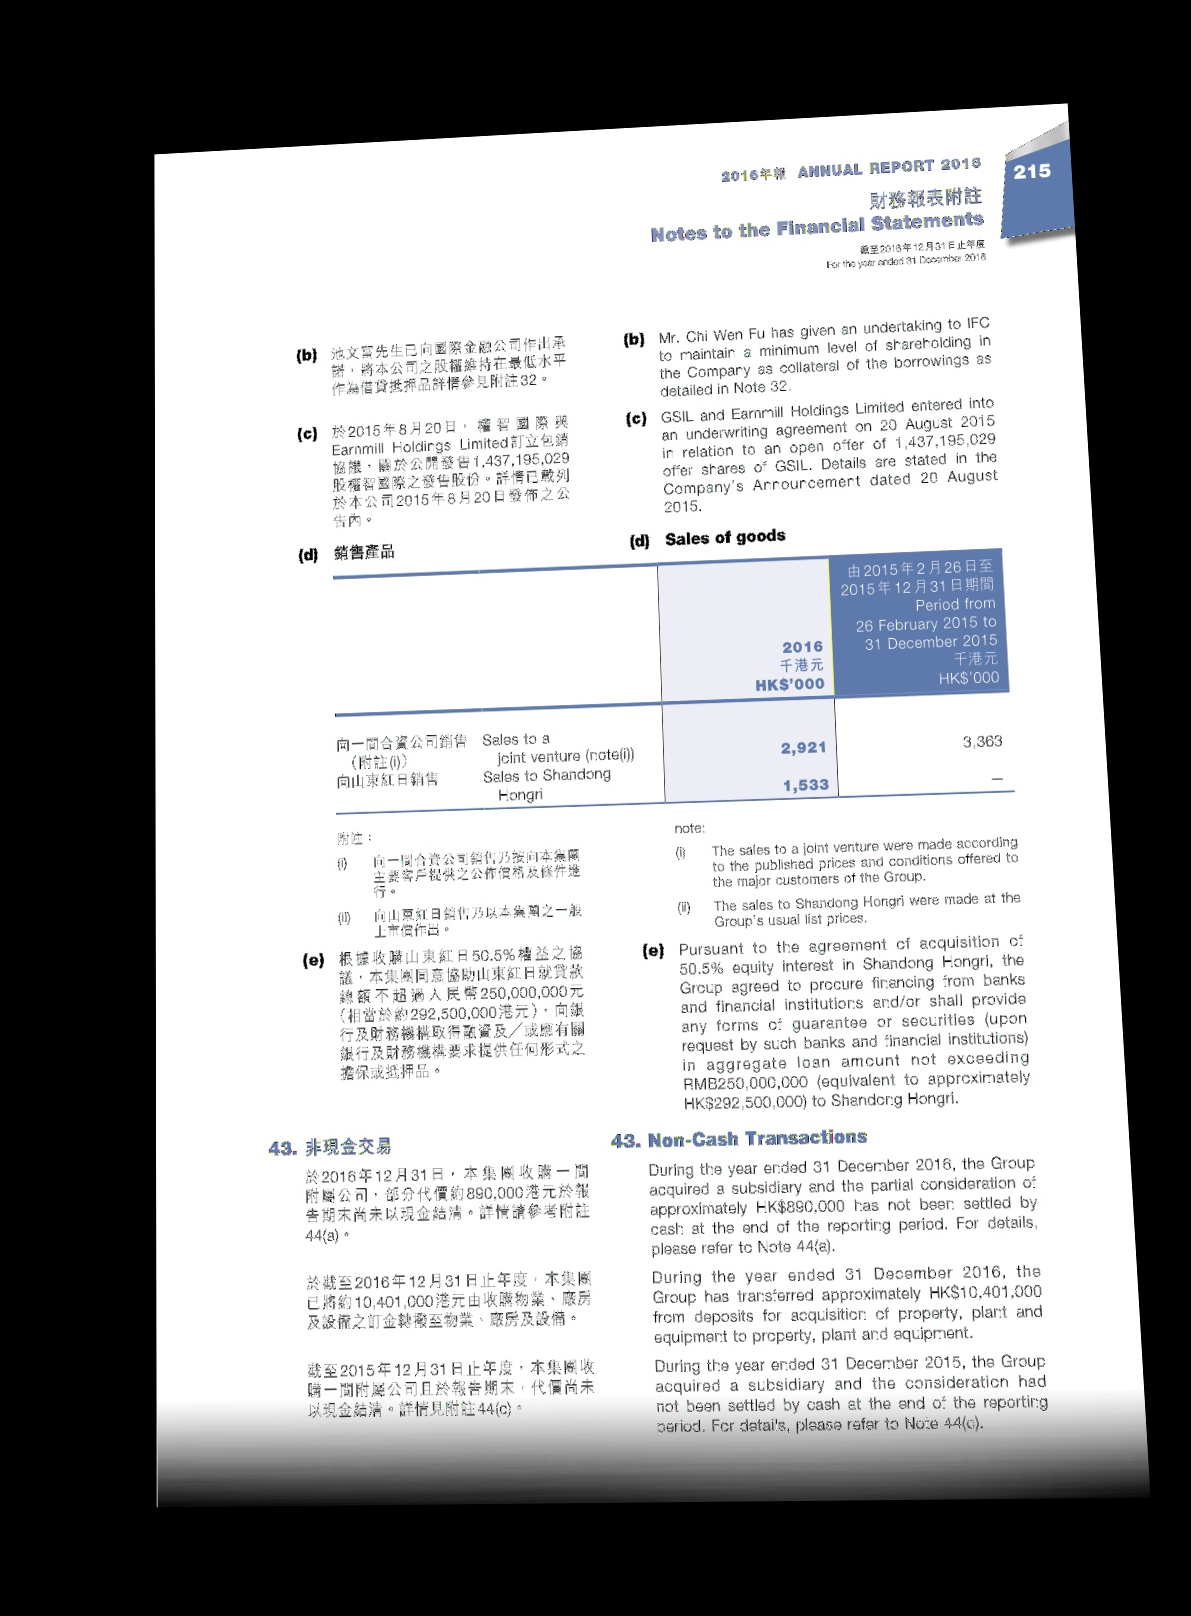 2016年報 ANNUAL REPORT 2016
215
財務報表附註
Notes to the Financial Statements
截至2016年12月31日止年度
For the year ended 31 December 2016
(b) 池文富先生已向國際金融公司作出承
諾，將本公司之股權維持在最低水平
作為借貸抵押品詳情參見附註32。
(b) Mr. Chi Wen Fu has given an undertaking to IFC
to maintain a minimum level of shareholding in
the Company as collateral of the borrowings as
detailed in Note 32.
(c) 於2015年8月20日，權智國際與
Earnmill Holdings Limited訂立包銷
協議，關於公開發售1,437,195,029
股權智國際之發售股份。詳情已載列
於本公司2015年8月20日發佈之公
告內。
(c) GSIL and Earnmill Holdings Limited entered into
an underwriting agreement on 20 August 2015
in relation to an open offer of 1,437,195,029
offer shares of GSIL. Details are stated in the
Company's Announcement dated 20 August
2015.
(d) 銷售產品
(d) Sales of goods
2016
千港元
HK$'000
由2015年2月26日至
2015年12月31日期間
Period from
26 February 2015 to
31 December 2015
千港元
HK$'000
向一間合資公司銷售 Sales to a
（附註(i)） joint venture (note(i)) 2,921 3,363
向山東紅日銷售 Sales to Shandong
Hongri 1,533 –
附註：
(i) 向一間合資公司銷售乃按向本集團
主要客戶提供之公佈價格及條件進
行。
(ii) 向山東紅日銷售乃以本集團之一般
上市價作出。
note:
(i) The sales to a joint venture were made according
to the published prices and conditions offered to
the major customers of the Group.
(ii) The sales to Shandong Hongri were made at the
Group's usual list prices.
(e) 根據收購山東紅日50.5%權益之協
議，本集團同意協助山東紅日就貸款
總額不超過人民幣250,000,000元
（相當於約292,500,000港元），向銀
行及財務機構取得融資及／或應有關
銀行及財務機構要求提供任何形式之
擔保或抵押品。
(e) Pursuant to the agreement of acquisition of
50.5% equity interest in Shandong Hongri, the
Group agreed to procure financing from banks
and financial institutions and/or shall provide
any forms of guarantee or securities (upon
request by such banks and financial institutions)
in aggregate loan amount not exceeding
RMB250,000,000 (equivalent to approximately
HK$292,500,000) to Shandong Hongri.
43. 非現金交易
於2016年12月31日，本集團收購一間
附屬公司，部分代價約890,000港元於報
告期末尚未以現金結清。詳情請參考附註
44(a)。
於截至2016年12月31日止年度，本集團
已將約10,401,000港元由收購物業、廠房
及設備之訂金轉撥至物業、廠房及設備。
截至2015年12月31日止年度，本集團收
購一間附屬公司且於報告期末，代價尚未
以現金結清。詳情見附註44(c)。
43. Non-Cash Transactions
During the year ended 31 December 2016, the Group
acquired a subsidiary and the partial consideration of
approximately HK$890,000 has not been settled by
cash at the end of the reporting period. For details,
please refer to Note 44(a).
During the year ended 31 December 2016, the
Group has transferred approximately HK$10,401,000
from deposits for acquisition of property, plant and
equipment to property, plant and equipment.
During the year ended 31 December 2015, the Group
acquired a subsidiary and the consideration had
not been settled by cash at the end of the reporting
period. For details, please refer to Note 44(c).